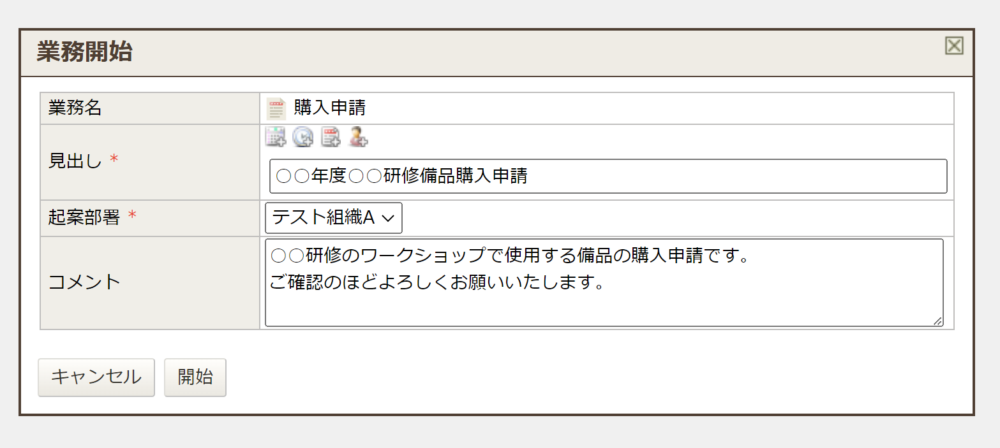 業務開始
業務名
購入申請
見出し *
○○年度○○研修備品購入申請
起案部署 *
テスト組織A
コメント
○○研修のワークショップで使用する備品の購入申請です。
ご確認のほどよろしくお願いいたします。
キャンセル
開始